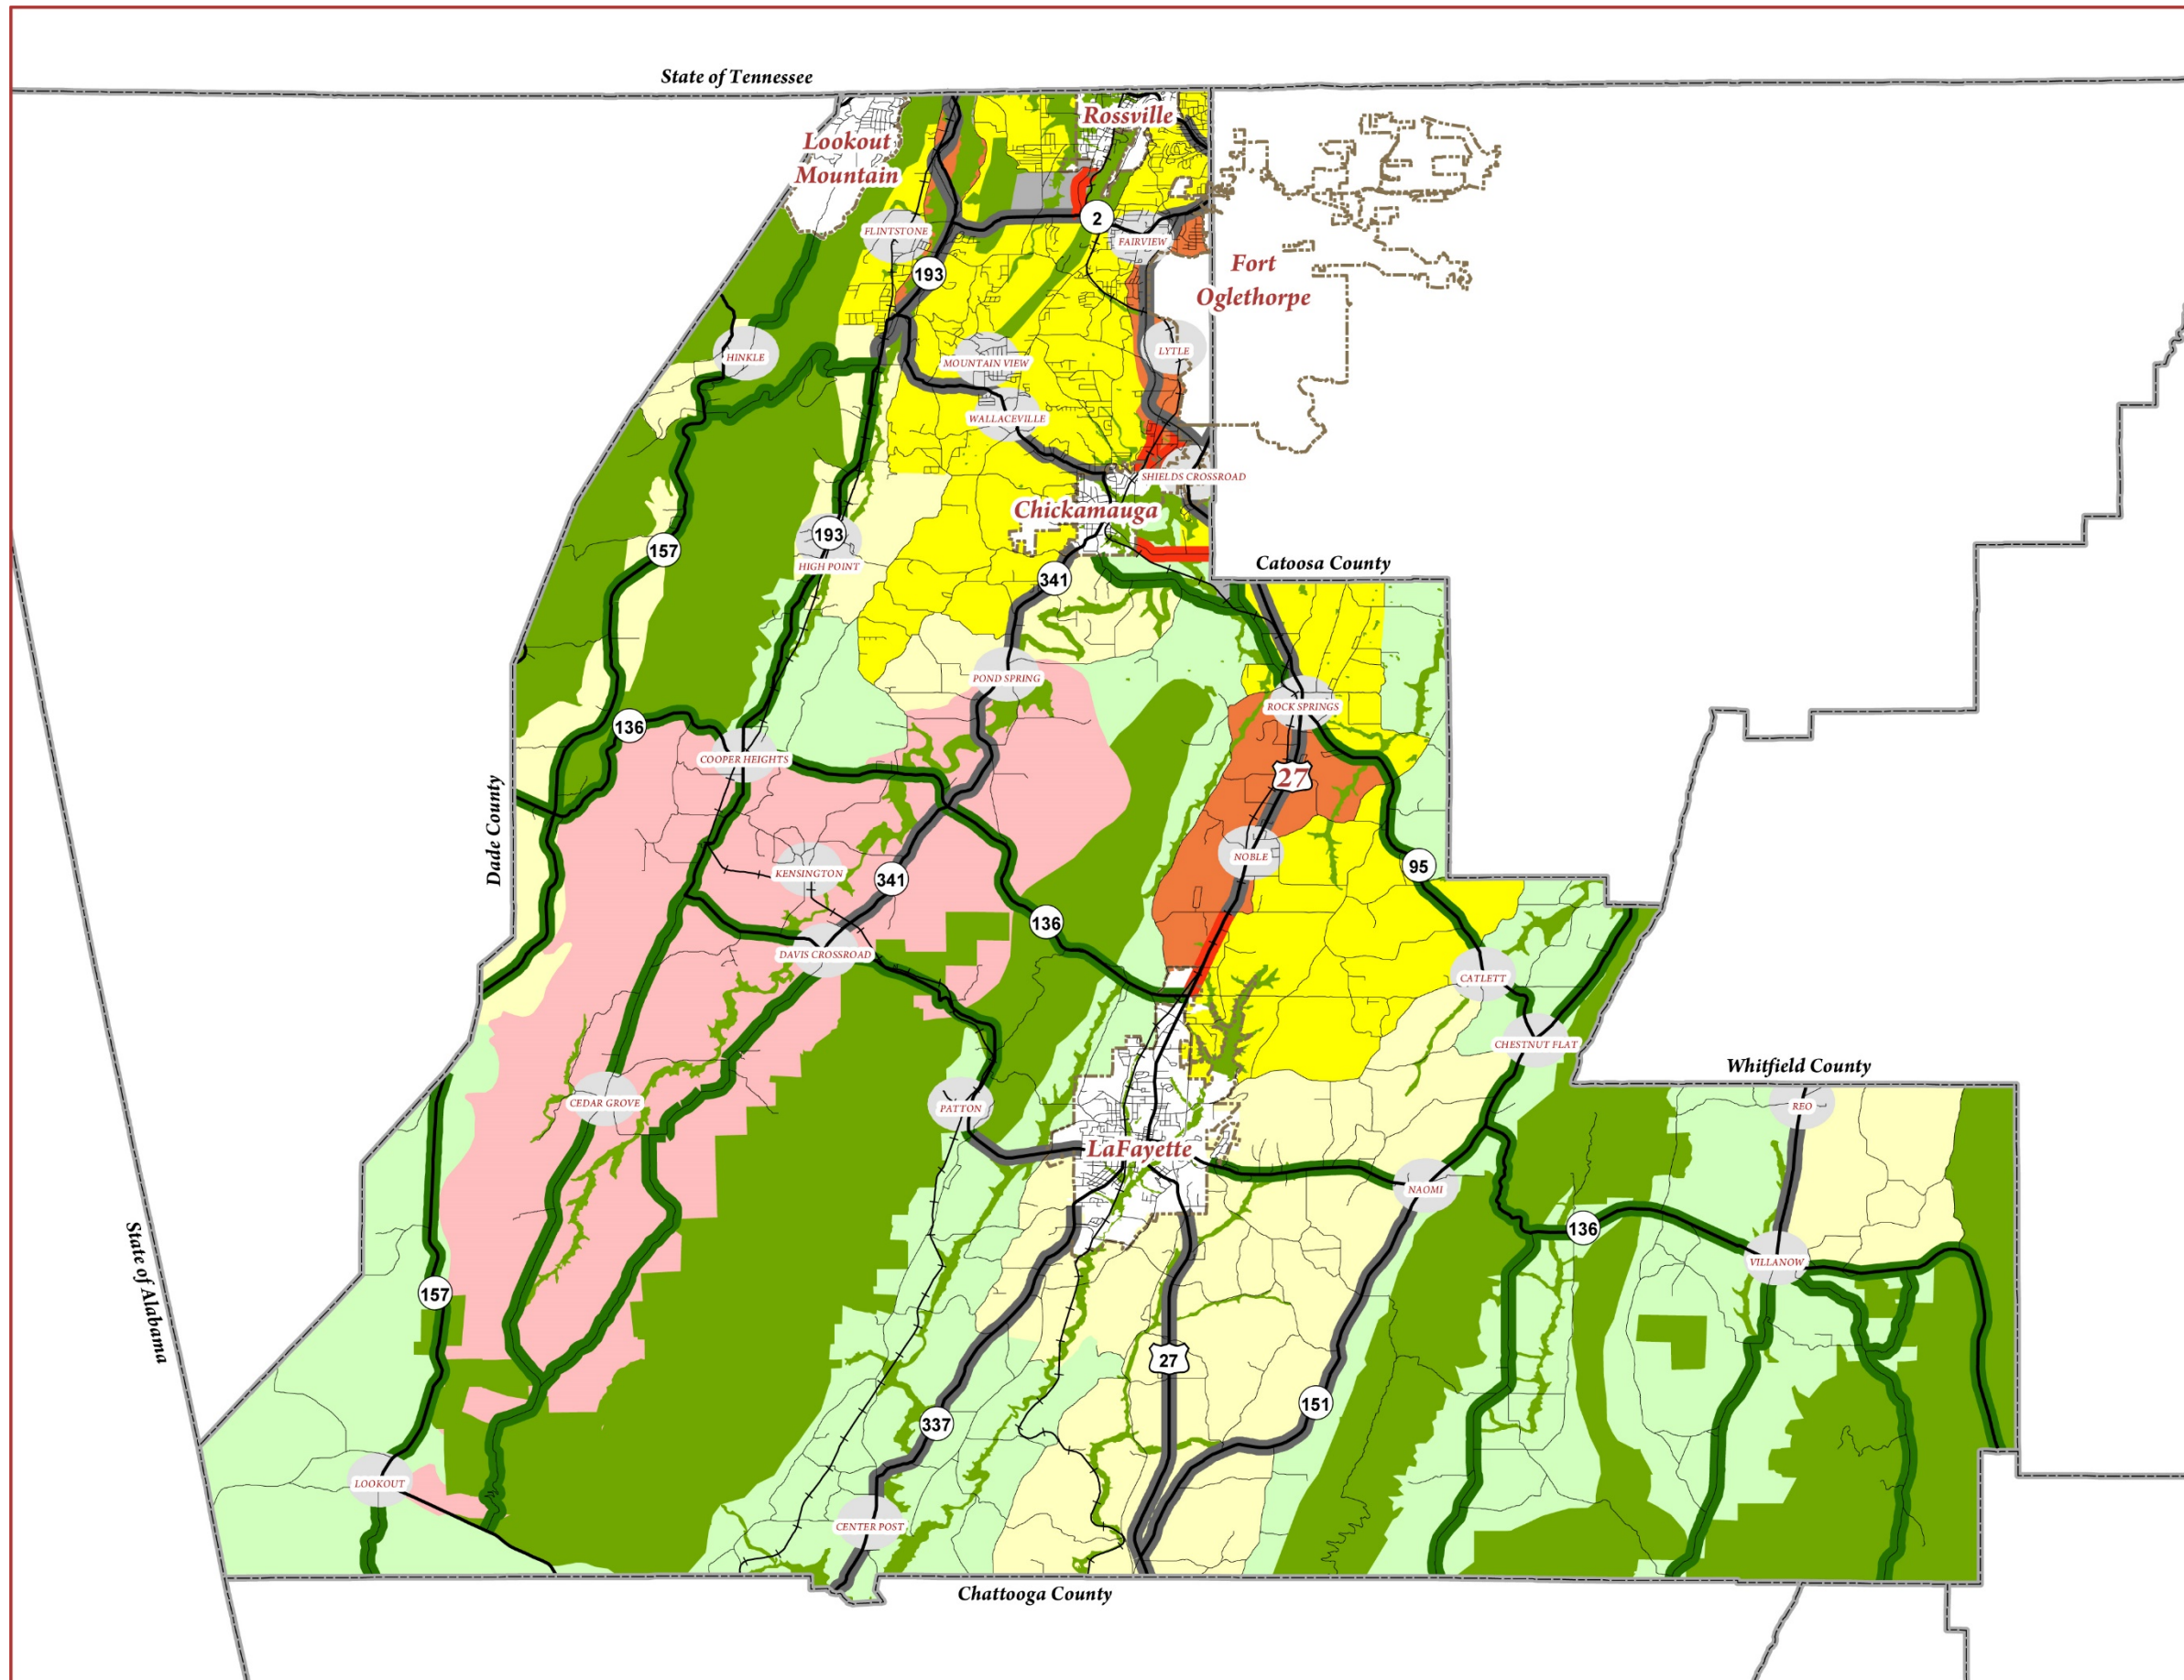 State of Tennessee
Rossville
Lookout
Mountain
2
FLINTSTONE
FAIRVIEW
193
Fort
Oglethorpe
LYTLE
HINKLE
MOUNTAIN VIEW
WALLACEVILLE
SHIELDS CROSSROAD
Chickamauga
193
157
HIGH POINT
Catoosa County
341
POND SPRING
ROCK SPRINGS
136
COOPER HEIGHTS
27
Dade County
NOBLE
95
KENSINGTON
341
136
DAVIS CROSSROAD
CATLETT
CHESTNUT FLAT
Whitfield County
CEDAR GROVE
PATTON
REO
LaFayette
NAOMI
136
State of Alabama
VILLANOW
157
27
151
337
LOOKOUT
CENTER POST
Chattooga County